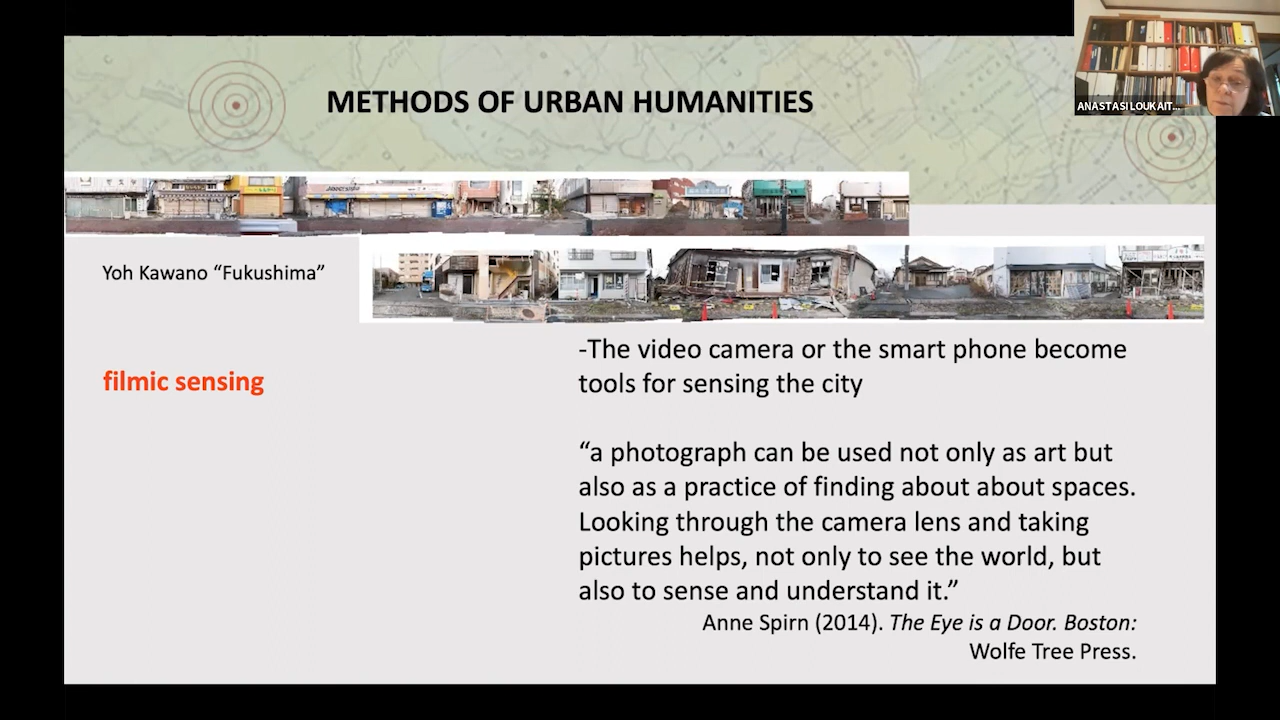 METHODS OF URBAN HUMANITIES
ANASTASI LOUKAIT...
Yoh Kawano “Fukushima”
filmic sensing
-The video camera or the smart phone become
tools for sensing the city
“a photograph can be used not only as art but
also as a practice of finding about about spaces.
Looking through the camera lens and taking
pictures helps, not only to see the world, but
also to sense and understand it.”
Anne Spirn (2014). The Eye is a Door. Boston:
Wolfe Tree Press.